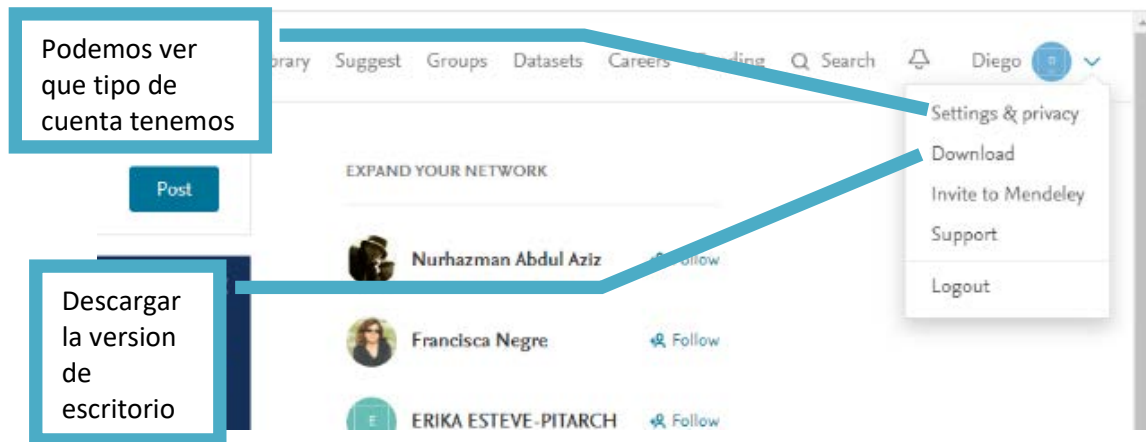 Podemos ver
que tipo de
cuenta tenemos
Suggest Groups Datasets Careers Search Diego
Settings & privacy
Download
Invite to Mendeley
Support
Logout
EXPAND YOUR NETWORK
Post
Nurhazman Abdul Aziz Follow
Francisca Negre Follow
E ERIKA ESTEVE-PITARCH Follow
Descargar
la version
de
escritorio